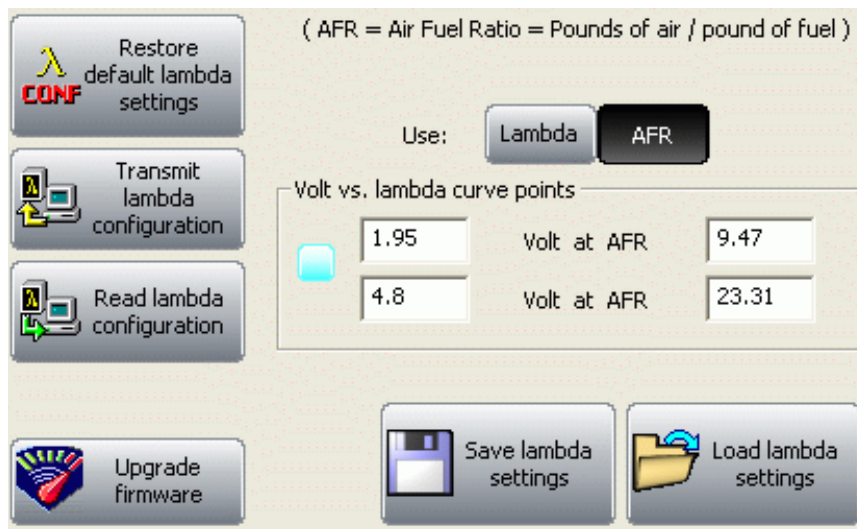 ( AFR = Air Fuel Ratio = Pounds of air / pound of fuel )
λ
CONF
Restore
default lambda
settings
Use:
Lambda
AFR
Transmit
lambda
configuration
Volt vs. lambda curve points
1.95
Volt at AFR
9.47
4.8
Volt at AFR
23.31
Read lambda
configuration
Save lambda
settings
Load lambda
settings
Upgrade
firmware